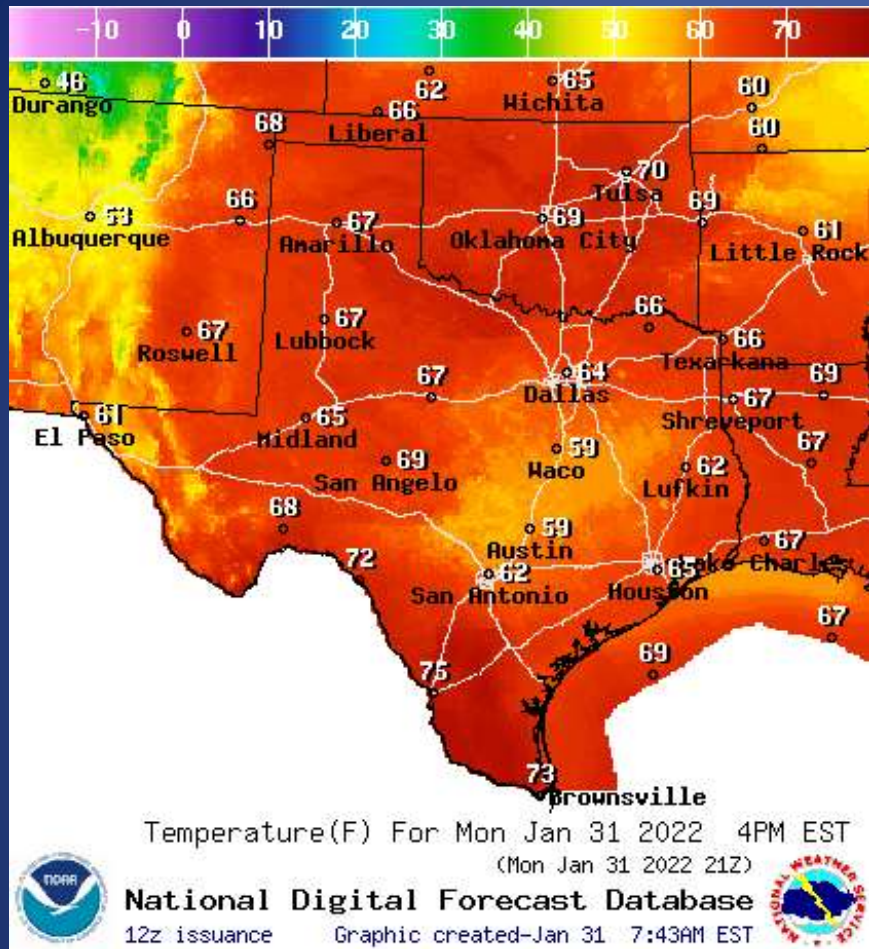 -10 0 10 20 30 40 50 60 70
46
Durango
62
65
Wichita
60
66
Liberal
68
60
70
Tulsa
53
Albuquerque
66
67
Amarillo
69
Oklahoma City
69
61
Little Rock
67
Roswell
67
Lubbock
66
66
Texarkana
64
Dallas
67
69
67
Shreveport
61
El Paso
65
Midland
69
San Angelo
59
Waco
62
Lufkin
67
68
59
Austin
67
Lake Charles
72
62
San Antonio
65
Houston
67
69
75
73
Brownsville
Temperature(F) For Mon Jan 31 2022 4PM EST
(Mon Jan 31 2022 21Z)
NOAA
National Digital Forecast Database
12z issuance Graphic created-Jan 31 7:43AM EST
NATIONAL WEATHER SERVICE